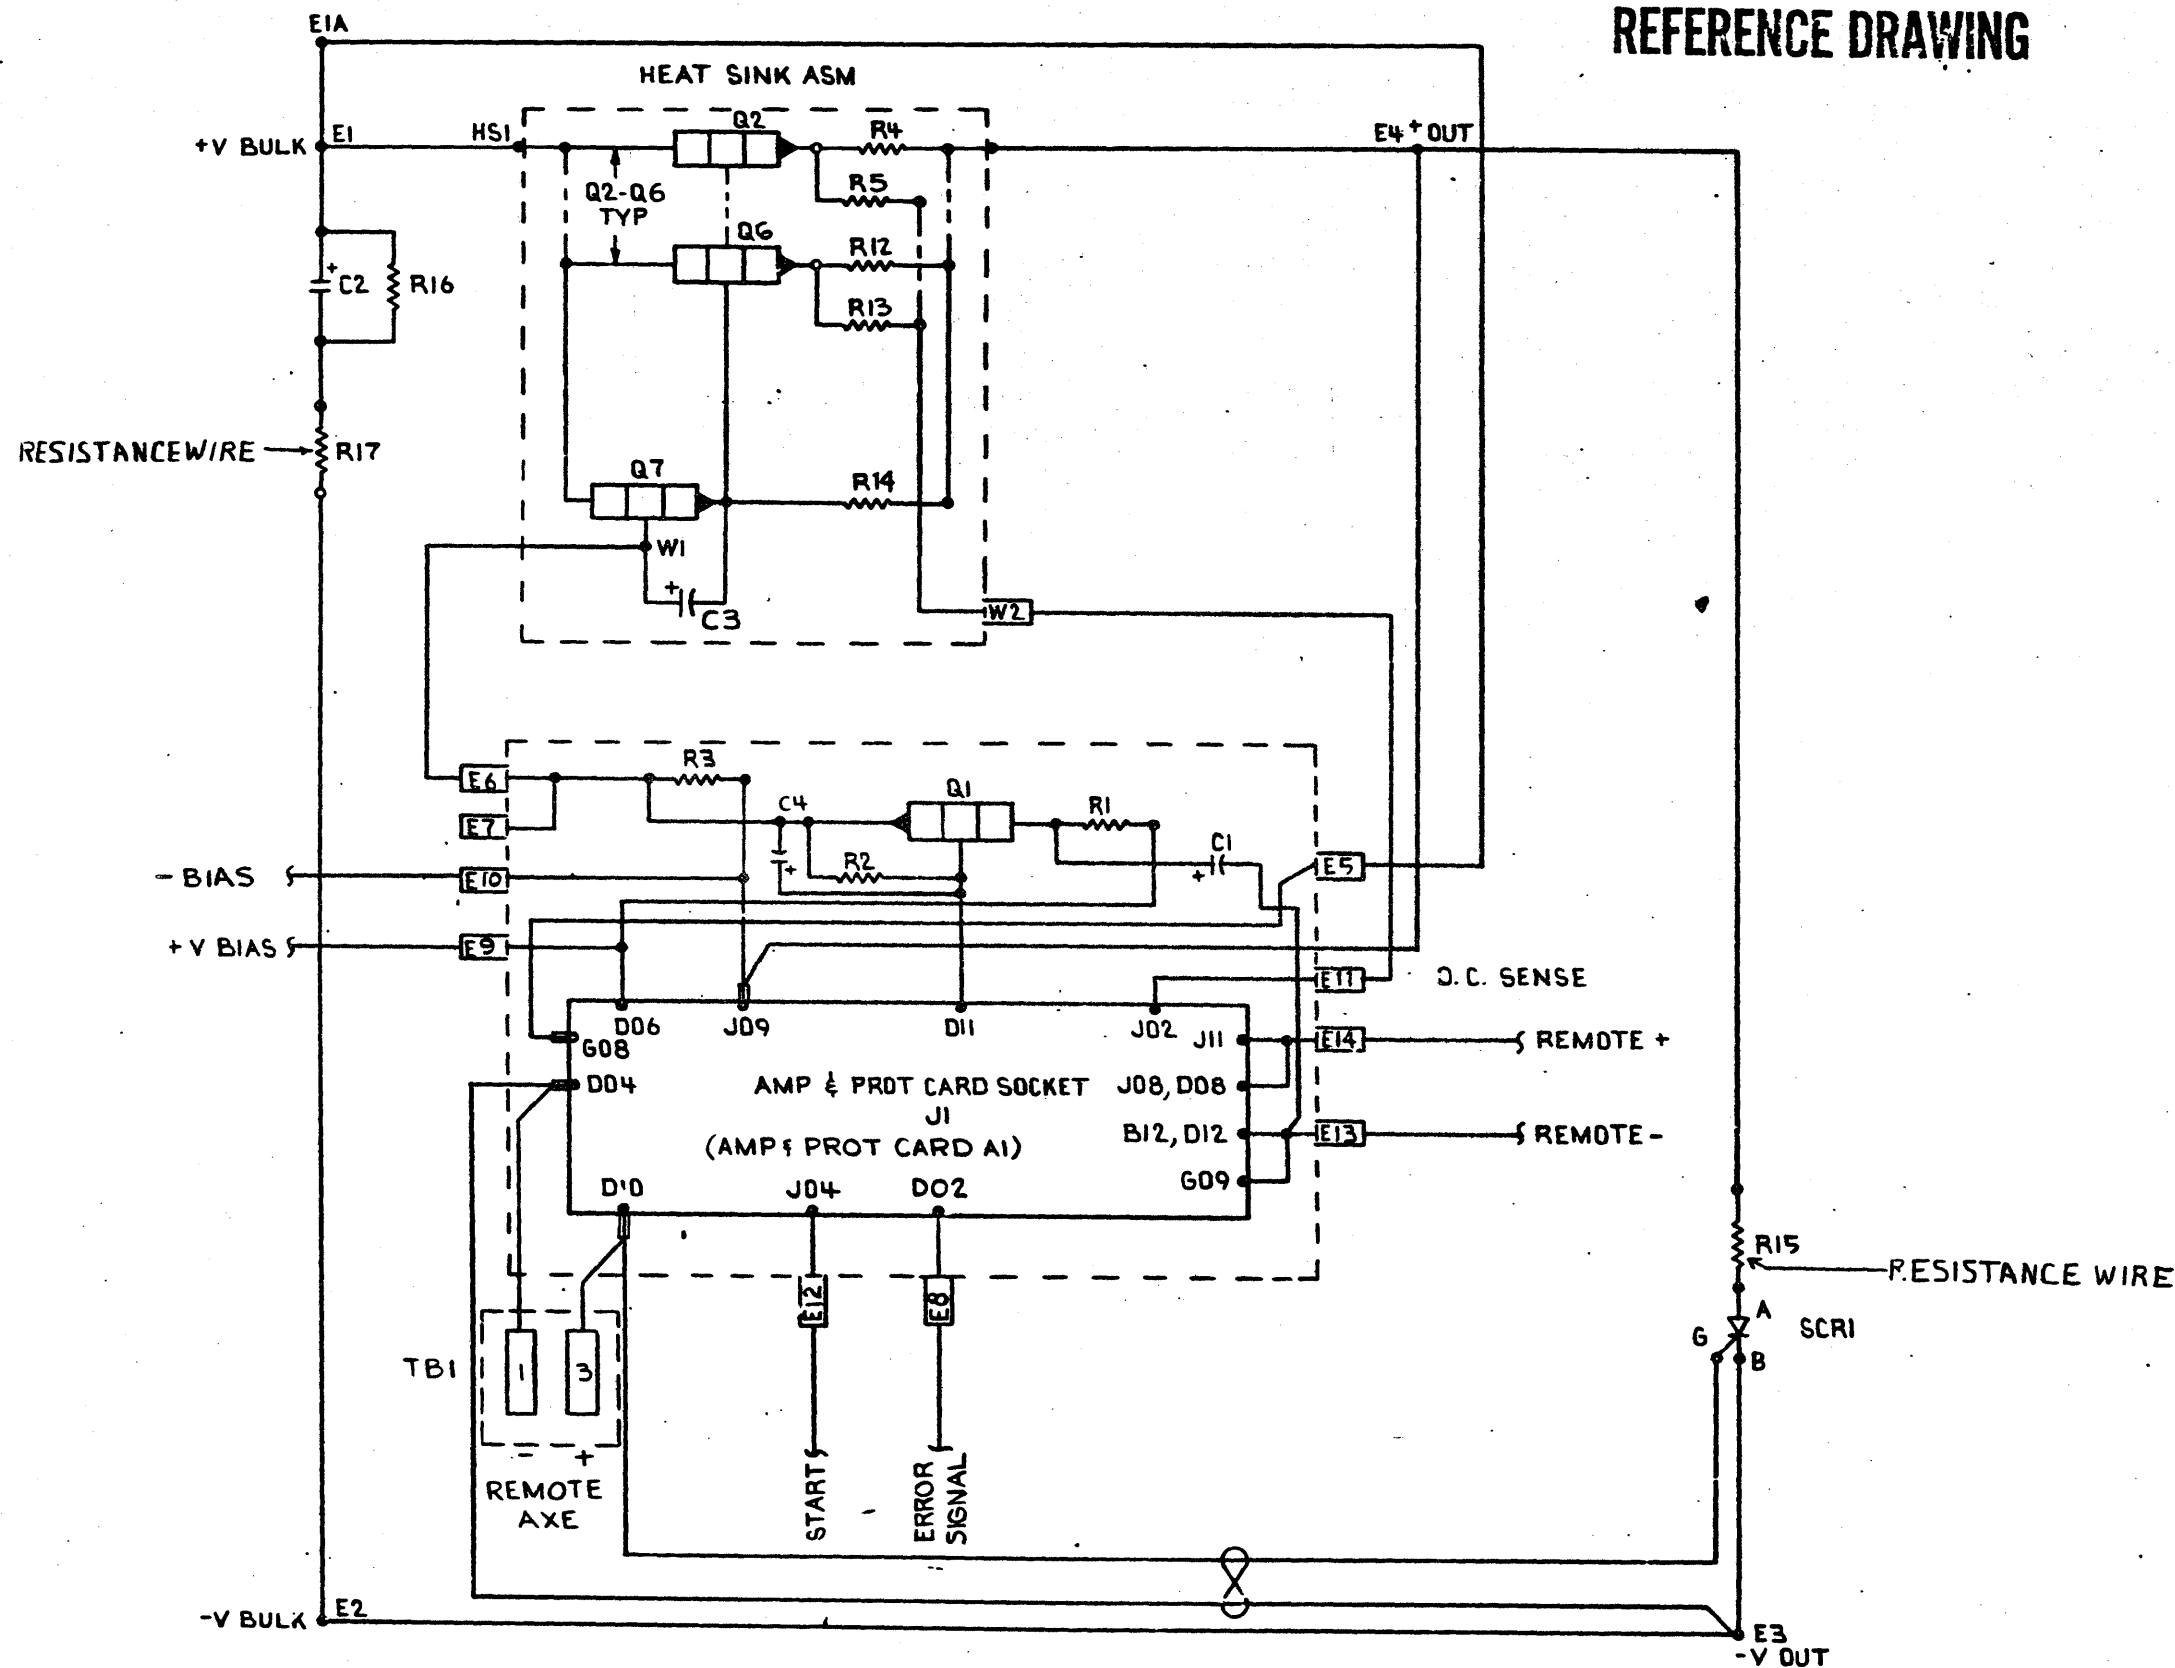 REFERENCE DRAWING
E1A
HEAT SINK ASM
+V BULK
E1
HS1
Q2
R4
E4 + OUT
Q2-Q6
TYP
R5
Q6
R12
+
C2
R16
R13
RESISTANCE WIRE
R17
Q7
R14
W1
+
C3
W2
R3
E6
C4
Q1
R1
E7
C1
- BIAS
E10
+
R2
+
E5
+V BIAS
E9
E11
D.C. SENSE
D06
J09
D11
J02
G08
J11
E14
REMOTE +
D04
AMP & PROT CARD SOCKET
J08, D08
J1
(AMP & PROT CARD A1)
B12, D12
E13
REMOTE -
G09
D10
J04
D02
R15
RESISTANCE WIRE
E12
E8
A
SCR1
G
B
TB1
1
3
- +
REMOTE
AXE
START
ERROR
SIGNAL
-V BULK
E2
E3
-V OUT